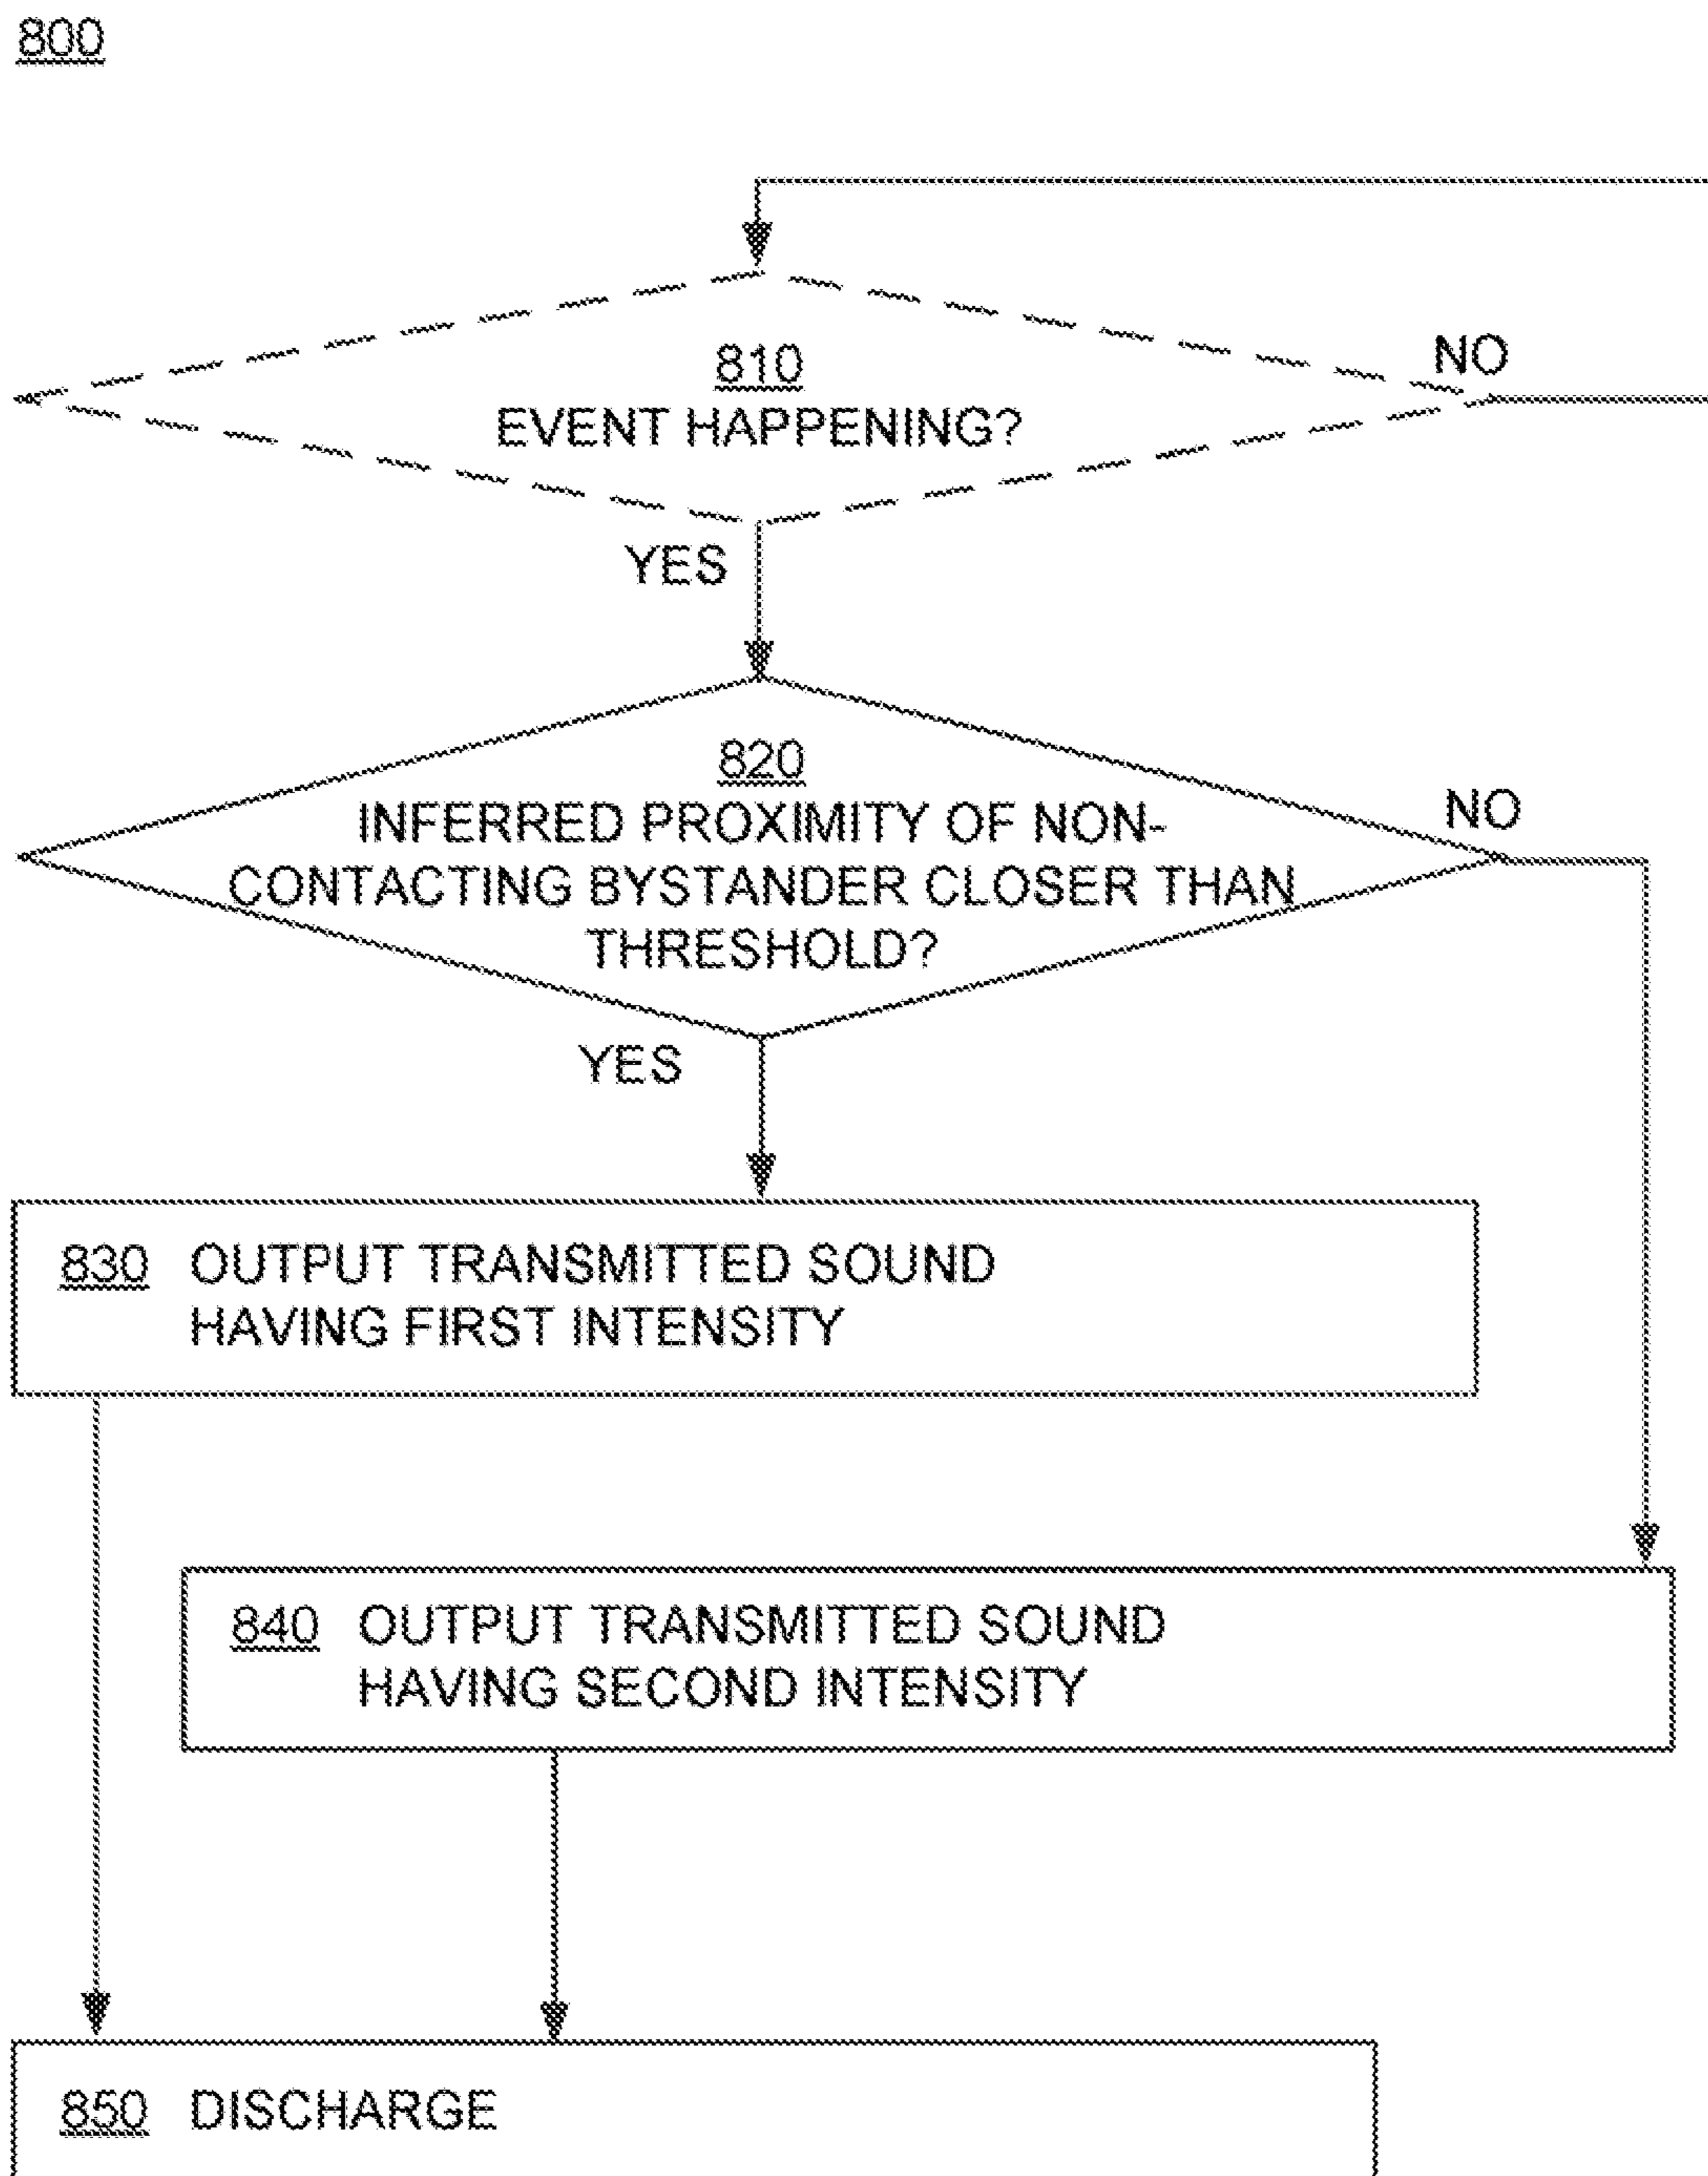 800
810
EVENT HAPPENING?
NO
YES
820
INFERRED PROXIMITY OF NON-
CONTACTING BYSTANDER CLOSER THAN
THRESHOLD?
NO
YES
830 OUTPUT TRANSMITTED SOUND
HAVING FIRST INTENSITY
840 OUTPUT TRANSMITTED SOUND
HAVING SECOND INTENSITY
850 DISCHARGE